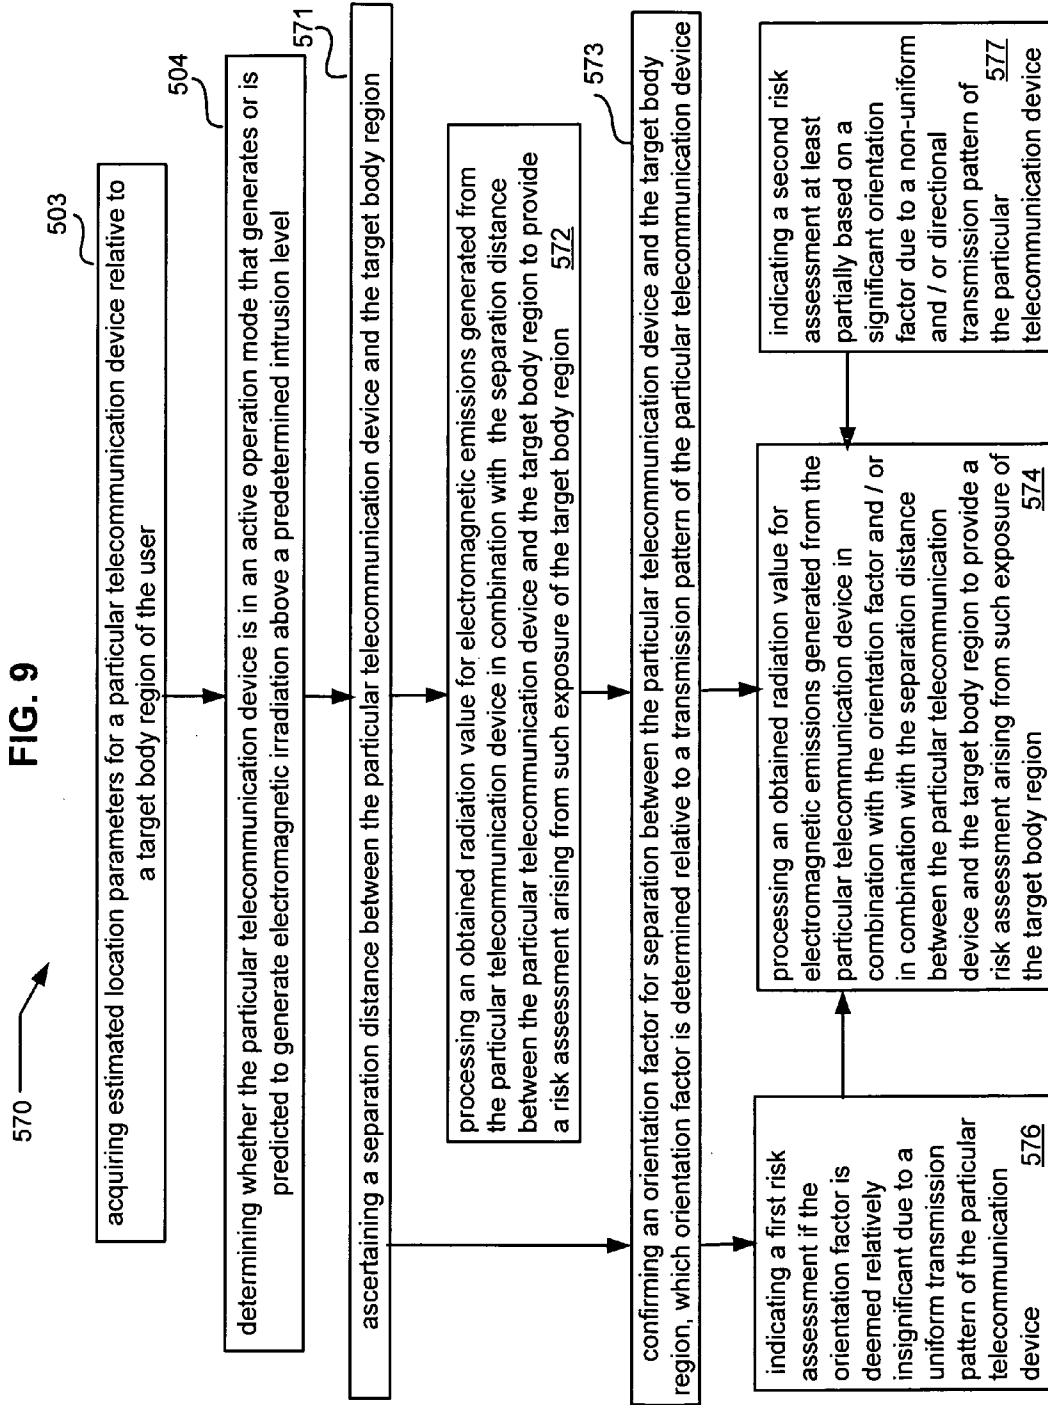 FIG. 9
570
503
acquiring estimated location parameters for a particular telecommunication device relative to
a target body region of the user
504
determining whether the particular telecommunication device is in an active operation mode that generates or is
predicted to generate electromagnetic irradiation above a predetermined intrusion level
571
ascertaining a separation distance between the particular telecommunication device and the target body region
processing an obtained radiation value for electromagnetic emissions generated from
the particular telecommunication device in combination with the separation distance
between the particular telecommunication device and the target body region to provide
a risk assessment arising from such exposure of the target body region 572
573
confirming an orientation factor for separation between the particular telecommunication device and the target body
region, which orientation factor is determined relative to a transmission pattern of the particular telecommunication device
indicating a first risk
assessment if the
orientation factor is
deemed relatively
insignificant due to a
uniform transmission
pattern of the particular
telecommunication
device 576
processing an obtained radiation value for
electromagnetic emissions generated from the
particular telecommunication device in
combination with the orientation factor and / or
in combination with the separation distance
between the particular telecommunication
device and the target body region to provide a
risk assessment arising from such exposure of
the target body region 574
indicating a second risk
assessment at least
partially based on a
significant orientation
factor due to a non-uniform
and / or directional
transmission pattern of
the particular 577
telecommunication device